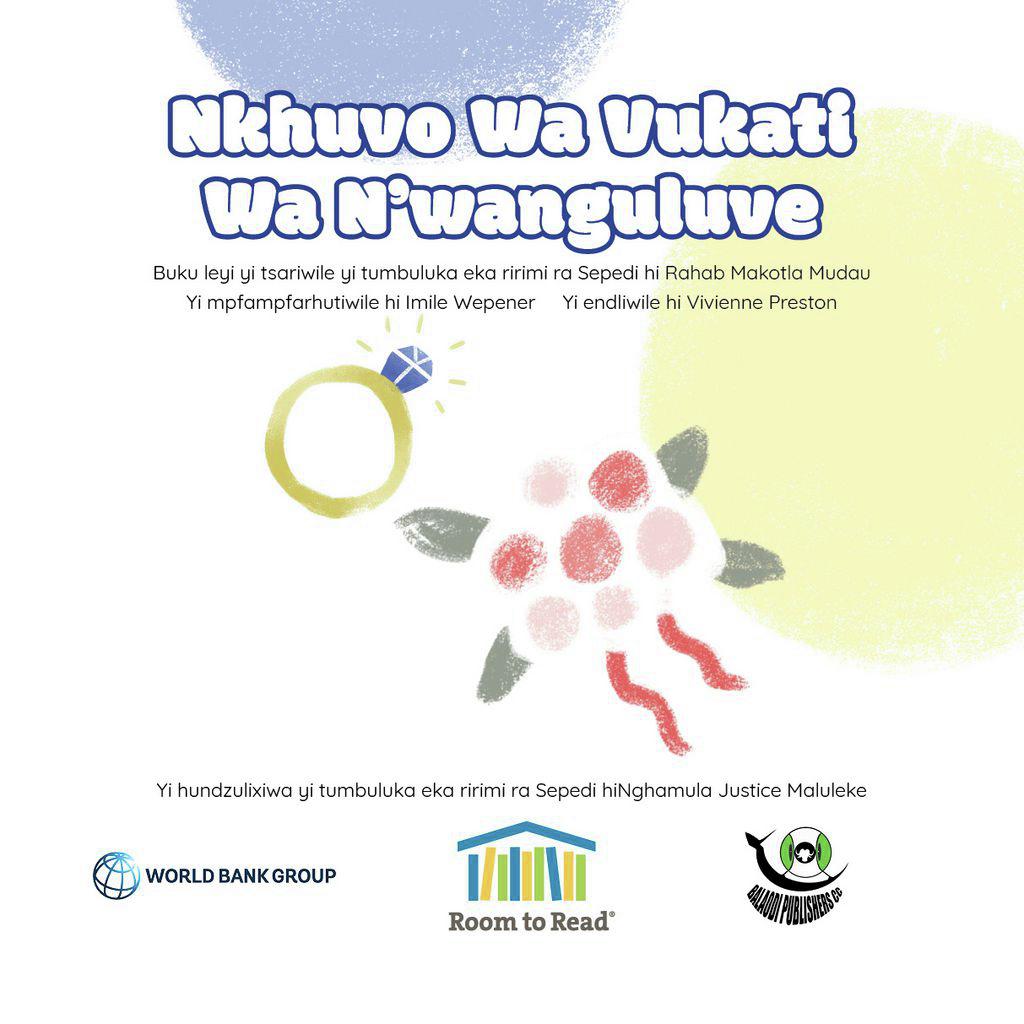 Nkhuvo Wa Vukati
Wa N'wanguluve
Buku leyi yi tsariwile yi tumbuluka eka ririmi ra Sepedi hi Rahab Makotla Mudau
Yi mpfampfarhutiwile hi Imile Wepener Yi endliwile hi Vivienne Preston
Yi hundzulixiwa yi tumbuluka eka ririmi ra Sepedi hiNghamula Justice Maluleke
WORLD BANK GROUP
Room to Read®
BALAODI PUBLISHERS CC